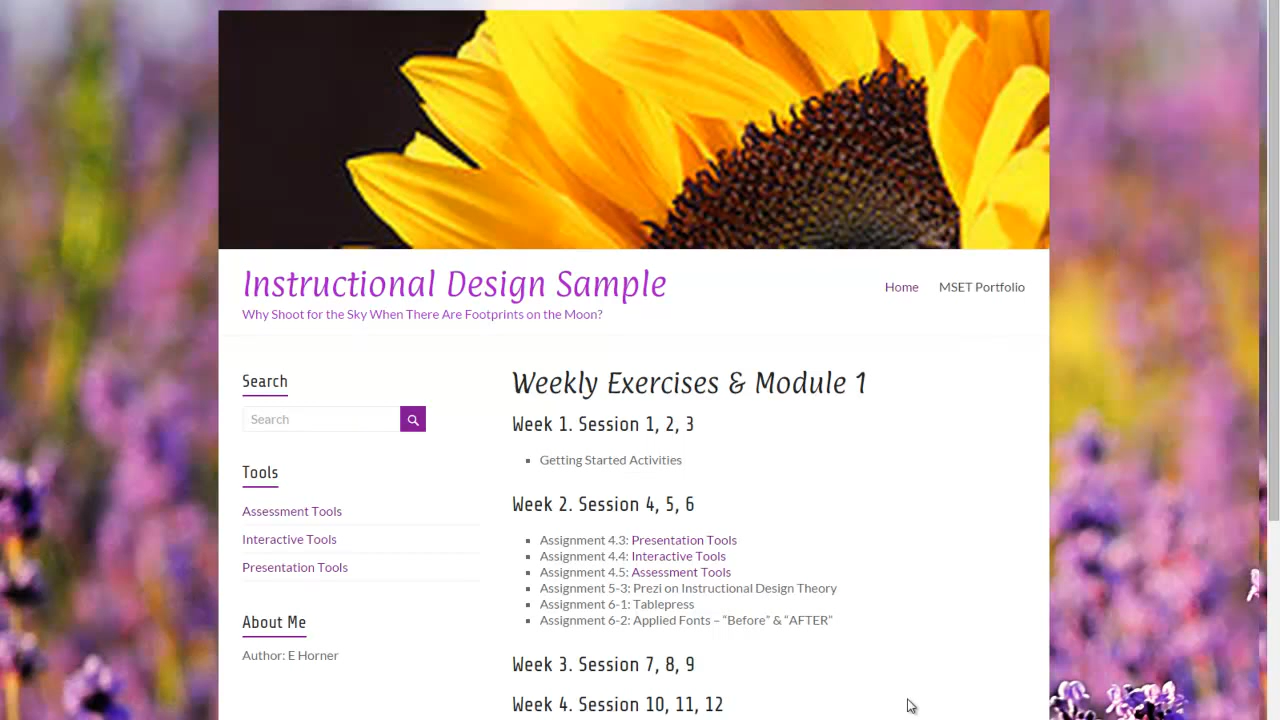 Instructional Design Sample
Why Shoot for the Sky When There Are Footprints on the Moon?
Home
MSET Portfolio
Search
Search
Tools
Assessment Tools
Interactive Tools
Presentation Tools
About Me
Author: E Horner
Weekly Exercises & Module 1
Week 1. Session 1, 2, 3
Getting Started Activities
Week 2. Session 4, 5, 6
Assignment 4.3: Presentation Tools
Assignment 4.4: Interactive Tools
Assignment 4.5: Assessment Tools
Assignment 5-3: Prezi on Instructional Design Theory
Assignment 6-1: Tablepress
Assignment 6-2: Applied Fonts – “Before” & “AFTER”
Week 3. Session 7, 8, 9
Week 4. Session 10, 11, 12